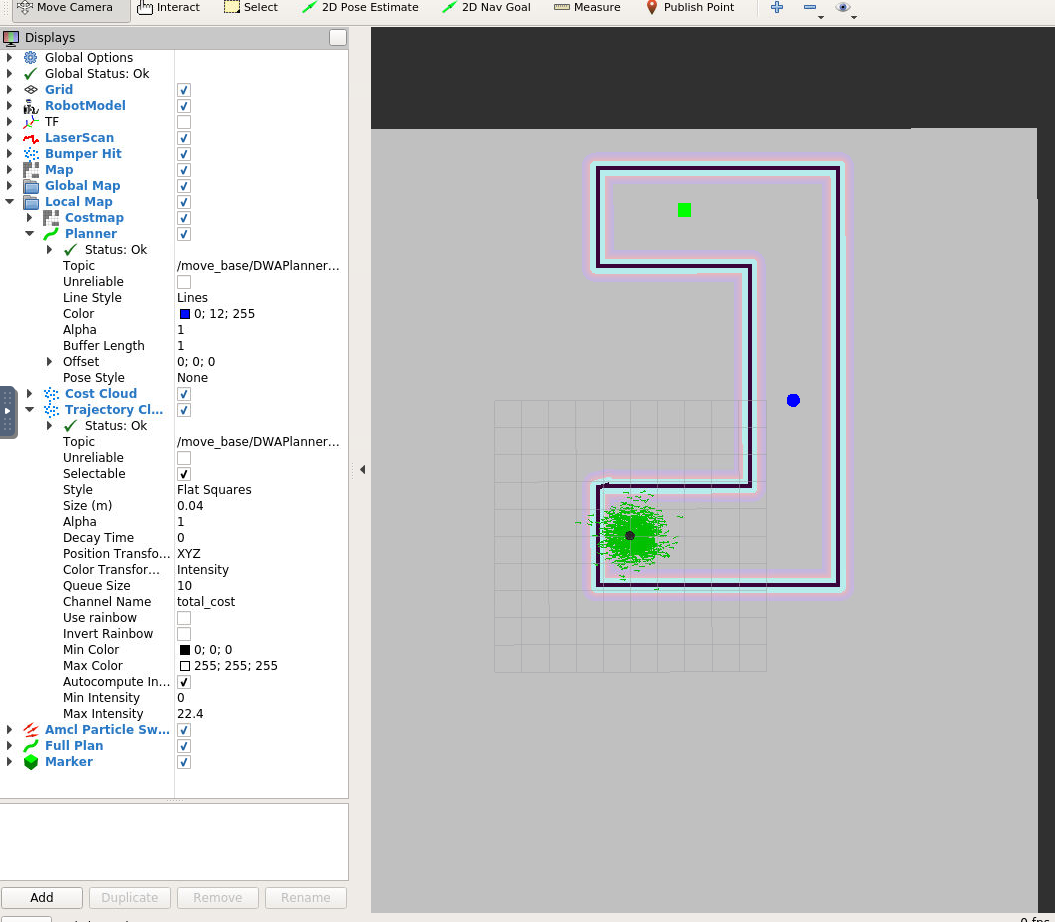 Move Camera Interact Select 2D Pose Estimate 2D Nav Goal Measure Publish Point
Displays
Global Options
Global Status: Ok
Grid
RobotModel
TF
LaserScan
Bumper Hit
Map
Global Map
Local Map
Costmap
Planner
Status: Ok
Topic /move_base/DWAPlanner...
Unreliable
Line Style Lines
Color 0; 12; 255
Alpha 1
Buffer Length 1
Offset 0; 0; 0
Pose Style None
Cost Cloud
Trajectory Cl...
Status: Ok
Topic /move_base/DWAPlanner...
Unreliable
Selectable
Style Flat Squares
Size (m) 0.04
Alpha 1
Decay Time 0
Position Transfo... XYZ
Color Transfor... Intensity
Queue Size 10
Channel Name total_cost
Use rainbow
Invert Rainbow
Min Color 0; 0; 0
Max Color 255; 255; 255
Autocompute In...
Min Intensity 0
Max Intensity 22.4
Amcl Particle Sw...
Full Plan
Marker
Add Duplicate Remove Rename